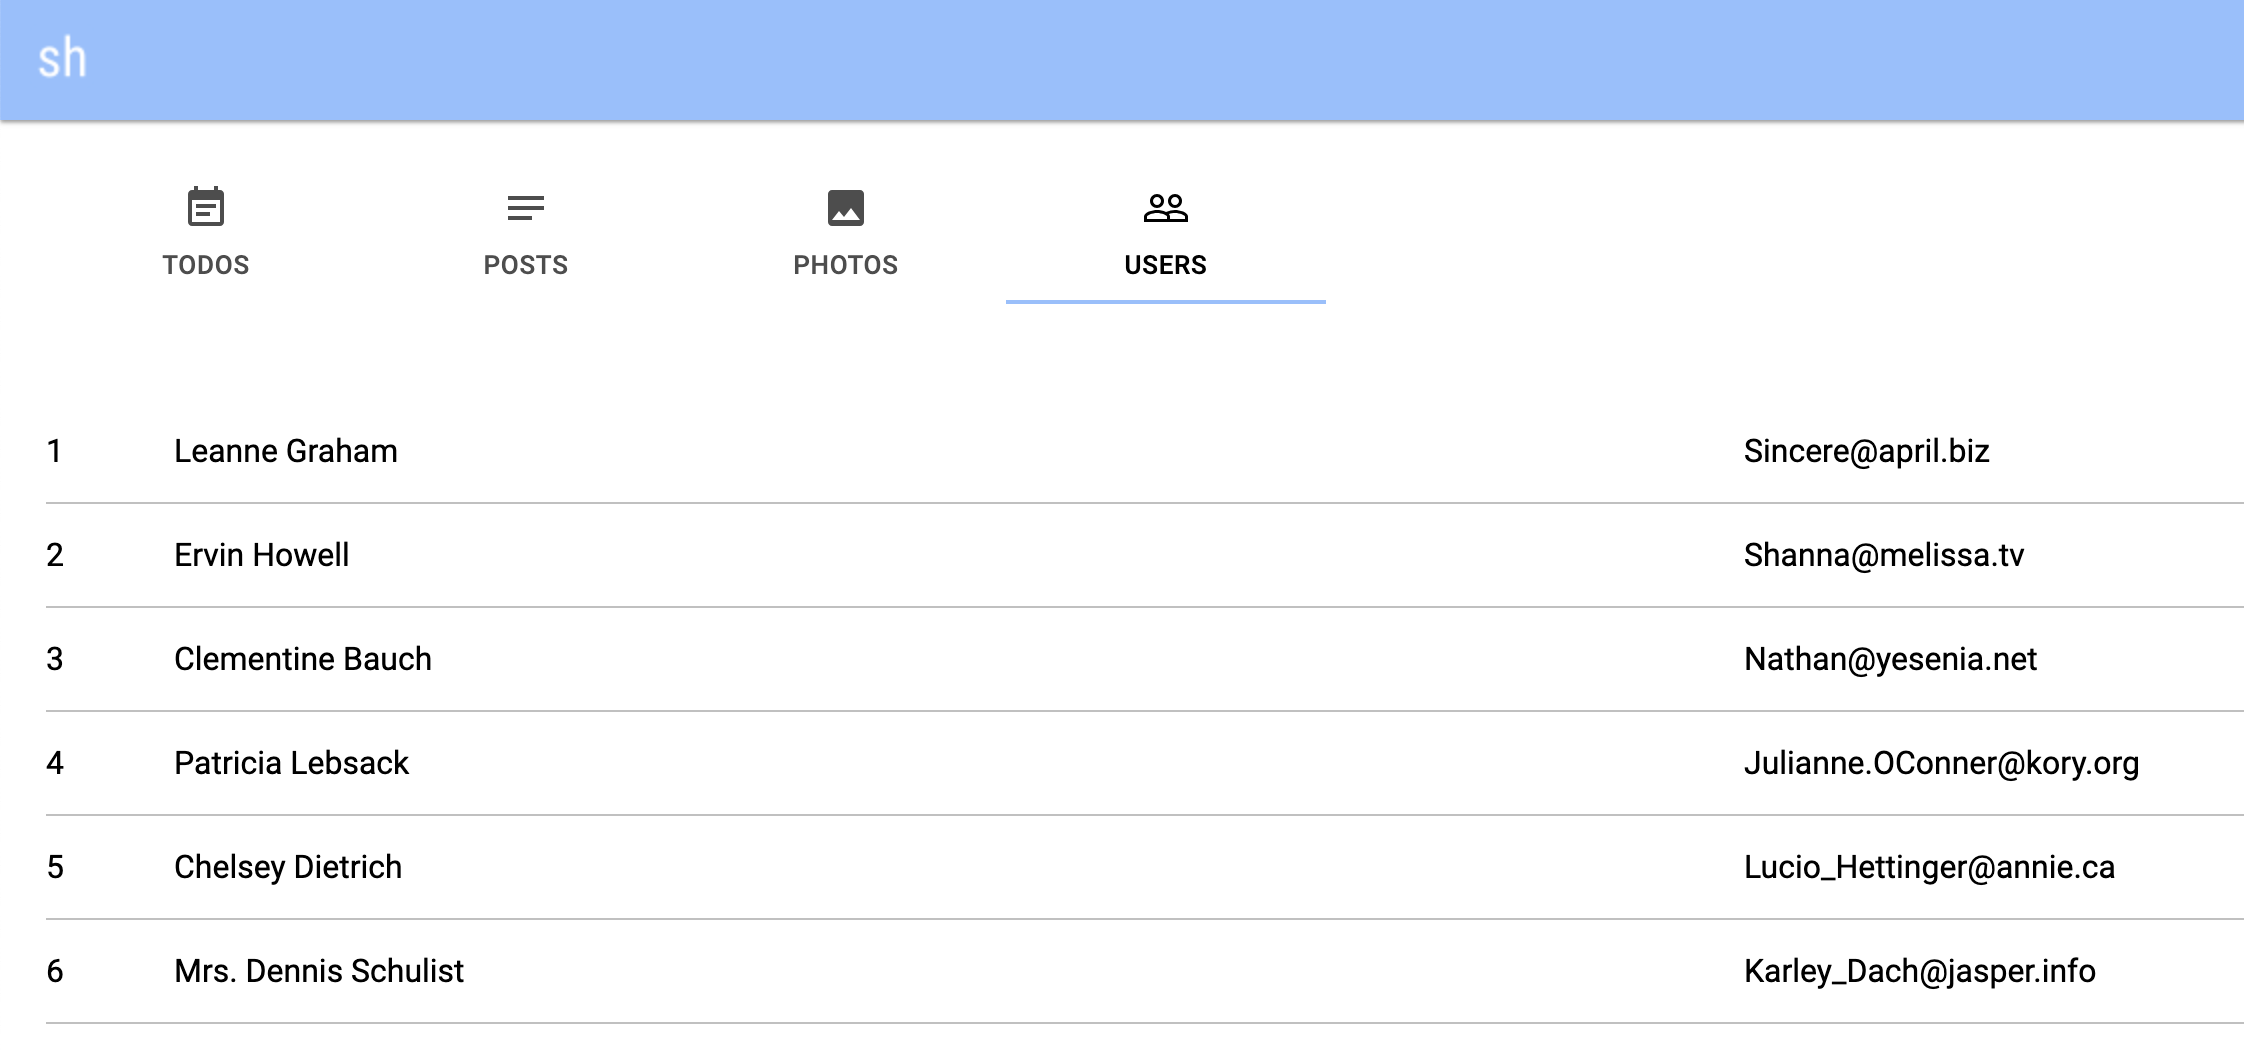 sh
TODOS POSTS PHOTOS USERS
1 Leanne Graham Sincere@april.biz
2 Ervin Howell Shanna@melissa.tv
3 Clementine Bauch Nathan@yesenia.net
4 Patricia Lebsack Julianne.OConner@kory.org
5 Chelsey Dietrich Lucio_Hettinger@annie.ca
6 Mrs. Dennis Schulist Karley_Dach@jasper.info